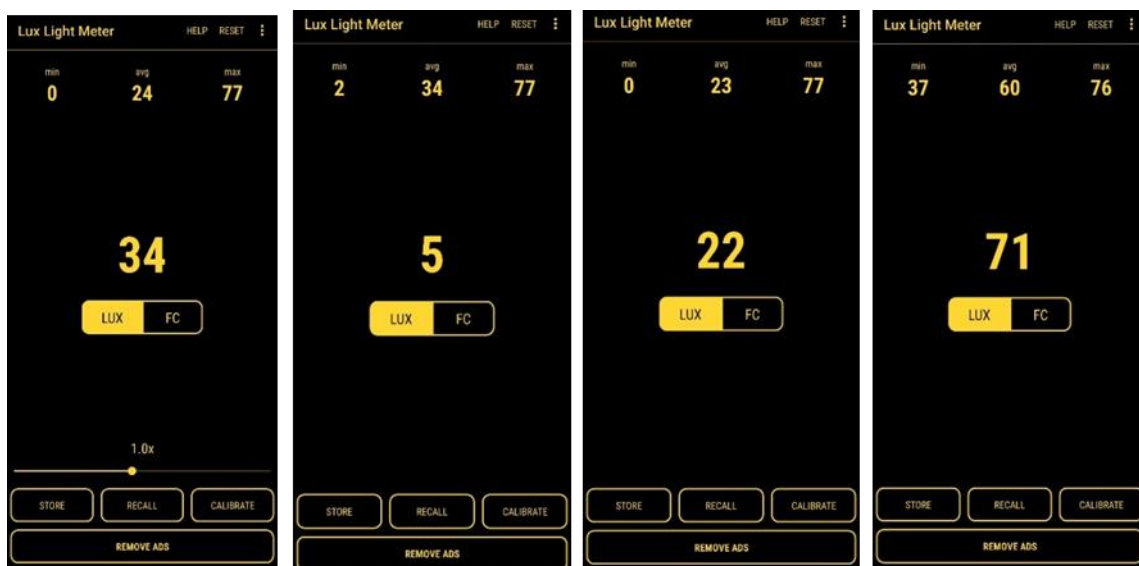 Lux Light Meter HELP RESET
min avg max
0 24 77
34
LUX FC
1.0x
STORE RECALL CALIBRATE
REMOVE ADS
Lux Light Meter HELP RESET
min avg max
2 34 77
5
LUX FC
STORE RECALL CALIBRATE
REMOVE ADS
Lux Light Meter HELP RESET
min avg max
0 23 77
22
LUX FC
STORE RECALL CALIBRATE
REMOVE ADS
Lux Light Meter HELP RESET
min avg max
37 60 76
71
LUX FC
STORE RECALL CALIBRATE
REMOVE ADS